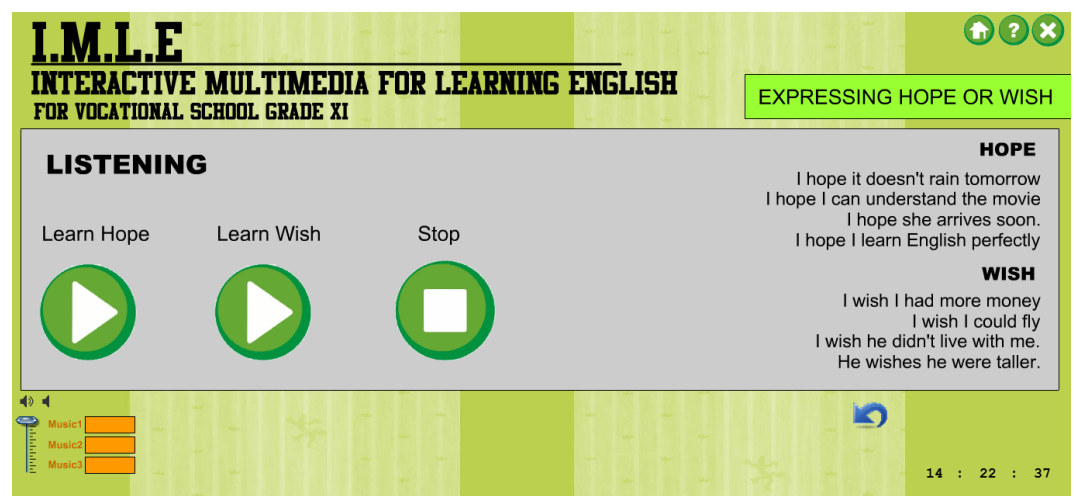 I.M.L.E
INTERACTIVE MULTIMEDIA FOR LEARNING ENGLISH
FOR VOCATIONAL SCHOOL GRADE XI
?
EXPRESSING HOPE OR WISH
LISTENING
Learn Hope
Learn Wish
Stop
HOPE
I hope it doesn't rain tomorrow
I hope I can understand the movie
I hope she arrives soon.
I hope I learn English perfectly
WISH
I wish I had more money
I wish I could fly
I wish he didn't live with me.
He wishes he were taller.
Music1
Music2
Music3
14 : 22 : 37